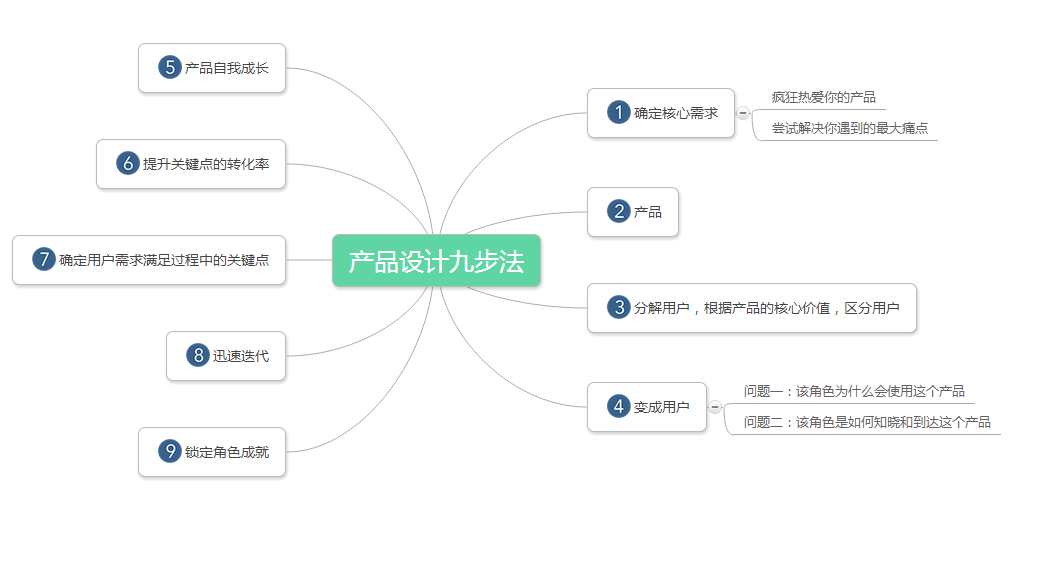 产品设计九步法
1 确定核心需求
疯狂热爱你的产品
尝试解决你遇到的最大痛点
2 产品
3 分解用户，根据产品的核心价值，区分用户
4 变成用户
问题一：该角色为什么会使用这个产品
问题二：该角色是如何知晓和到达这个产品
5 产品自我成长
6 提升关键点的转化率
7 确定用户需求满足过程中的关键点
8 迅速迭代
9 锁定角色成就